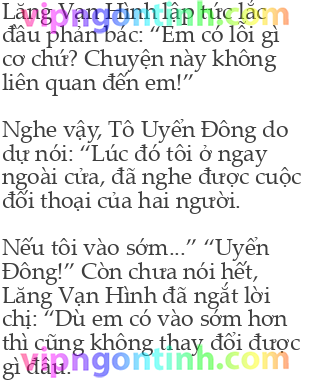 Lăng Vạn Hình lập tức lắc
đầu phản bác: “Em có lỗi gì
cơ chứ? Chuyện này không
liên quan đến em!”
Nghe vậy, Tô Uyển Đông do
dự nói: “Lúc đó tôi ở ngay
ngoài cửa, đã nghe được cuộc
đối thoại của hai người.
Nếu tôi vào sớm...” “Uyển
Đông!” Còn chưa nói hết,
Lăng Vạn Hình đã ngắt lời
chị: “Dù em có vào sớm hơn
thì cũng không thay đổi được
gì đâu.
vipngontinh.com
vipngontinh.com